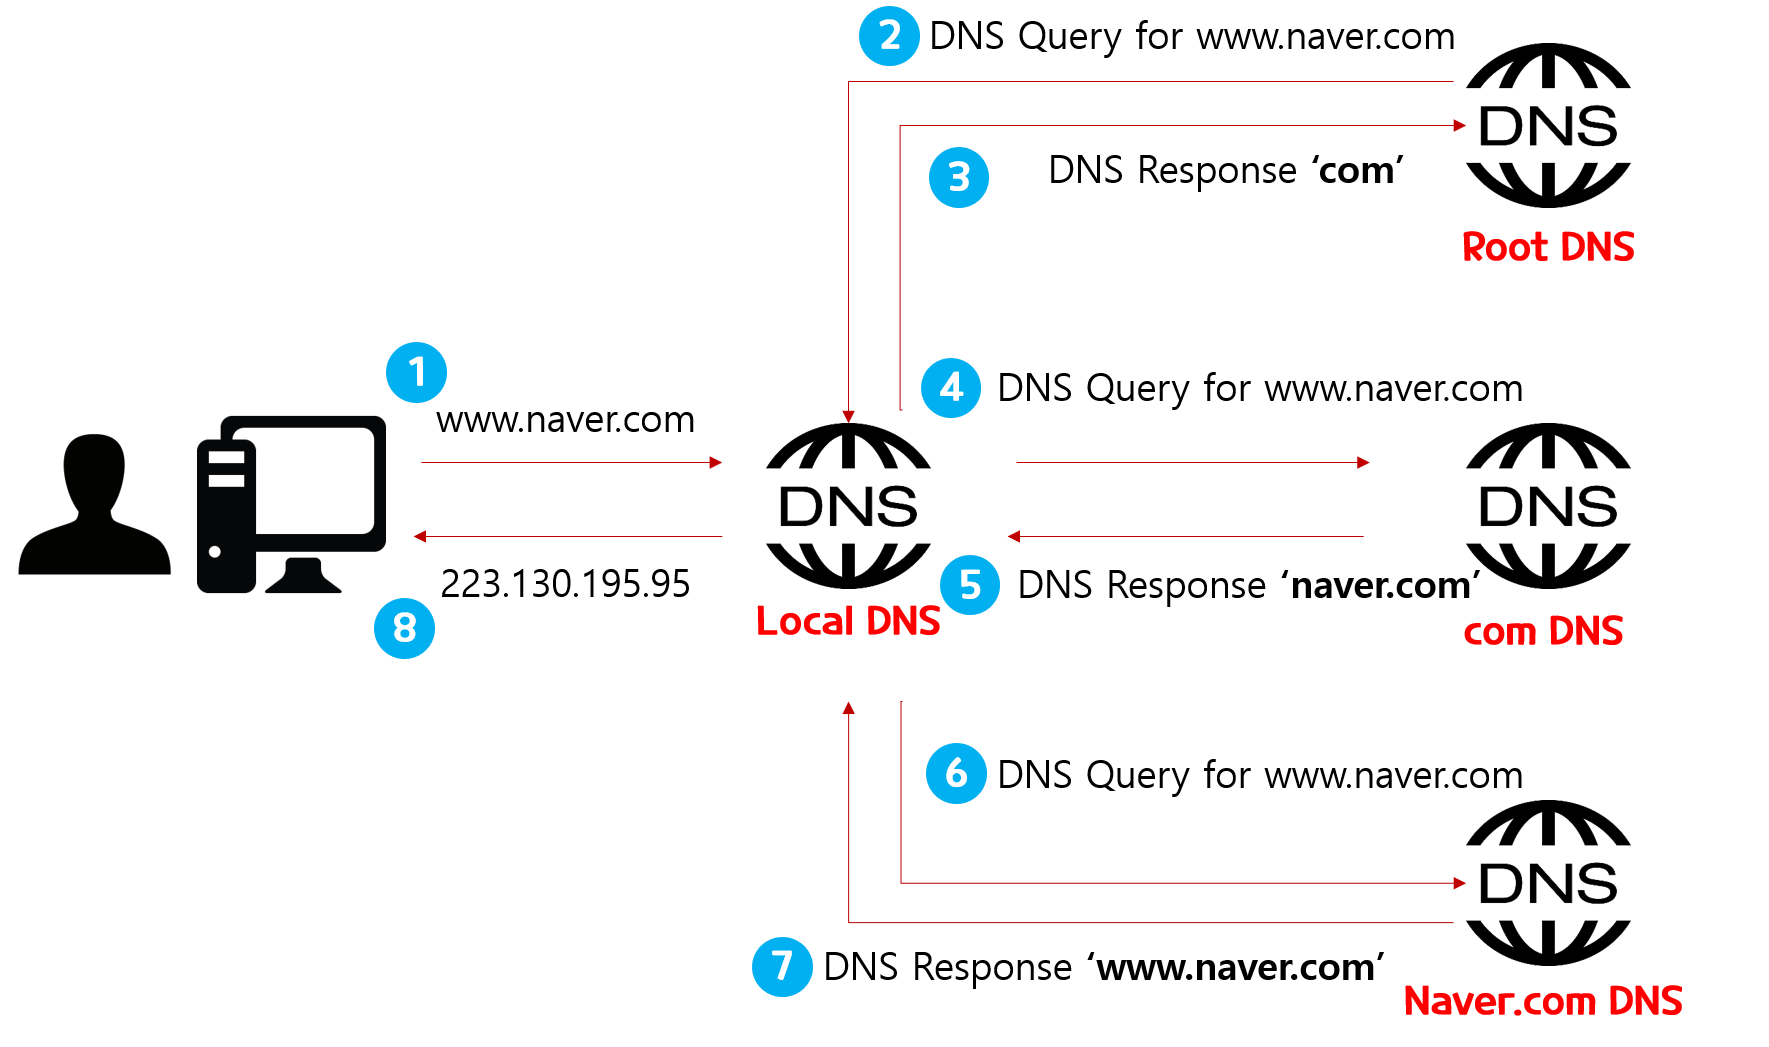 2 DNS Query for www.naver.com
DNS
3 DNS Response ‘com’
Root DNS
1
www.naver.com
4 DNS Query for www.naver.com
DNS
DNS
8
223.130.195.95
Local DNS
5 DNS Response ‘naver.com’
com DNS
6 DNS Query for www.naver.com
DNS
7 DNS Response ‘www.naver.com’
Naver.com DNS